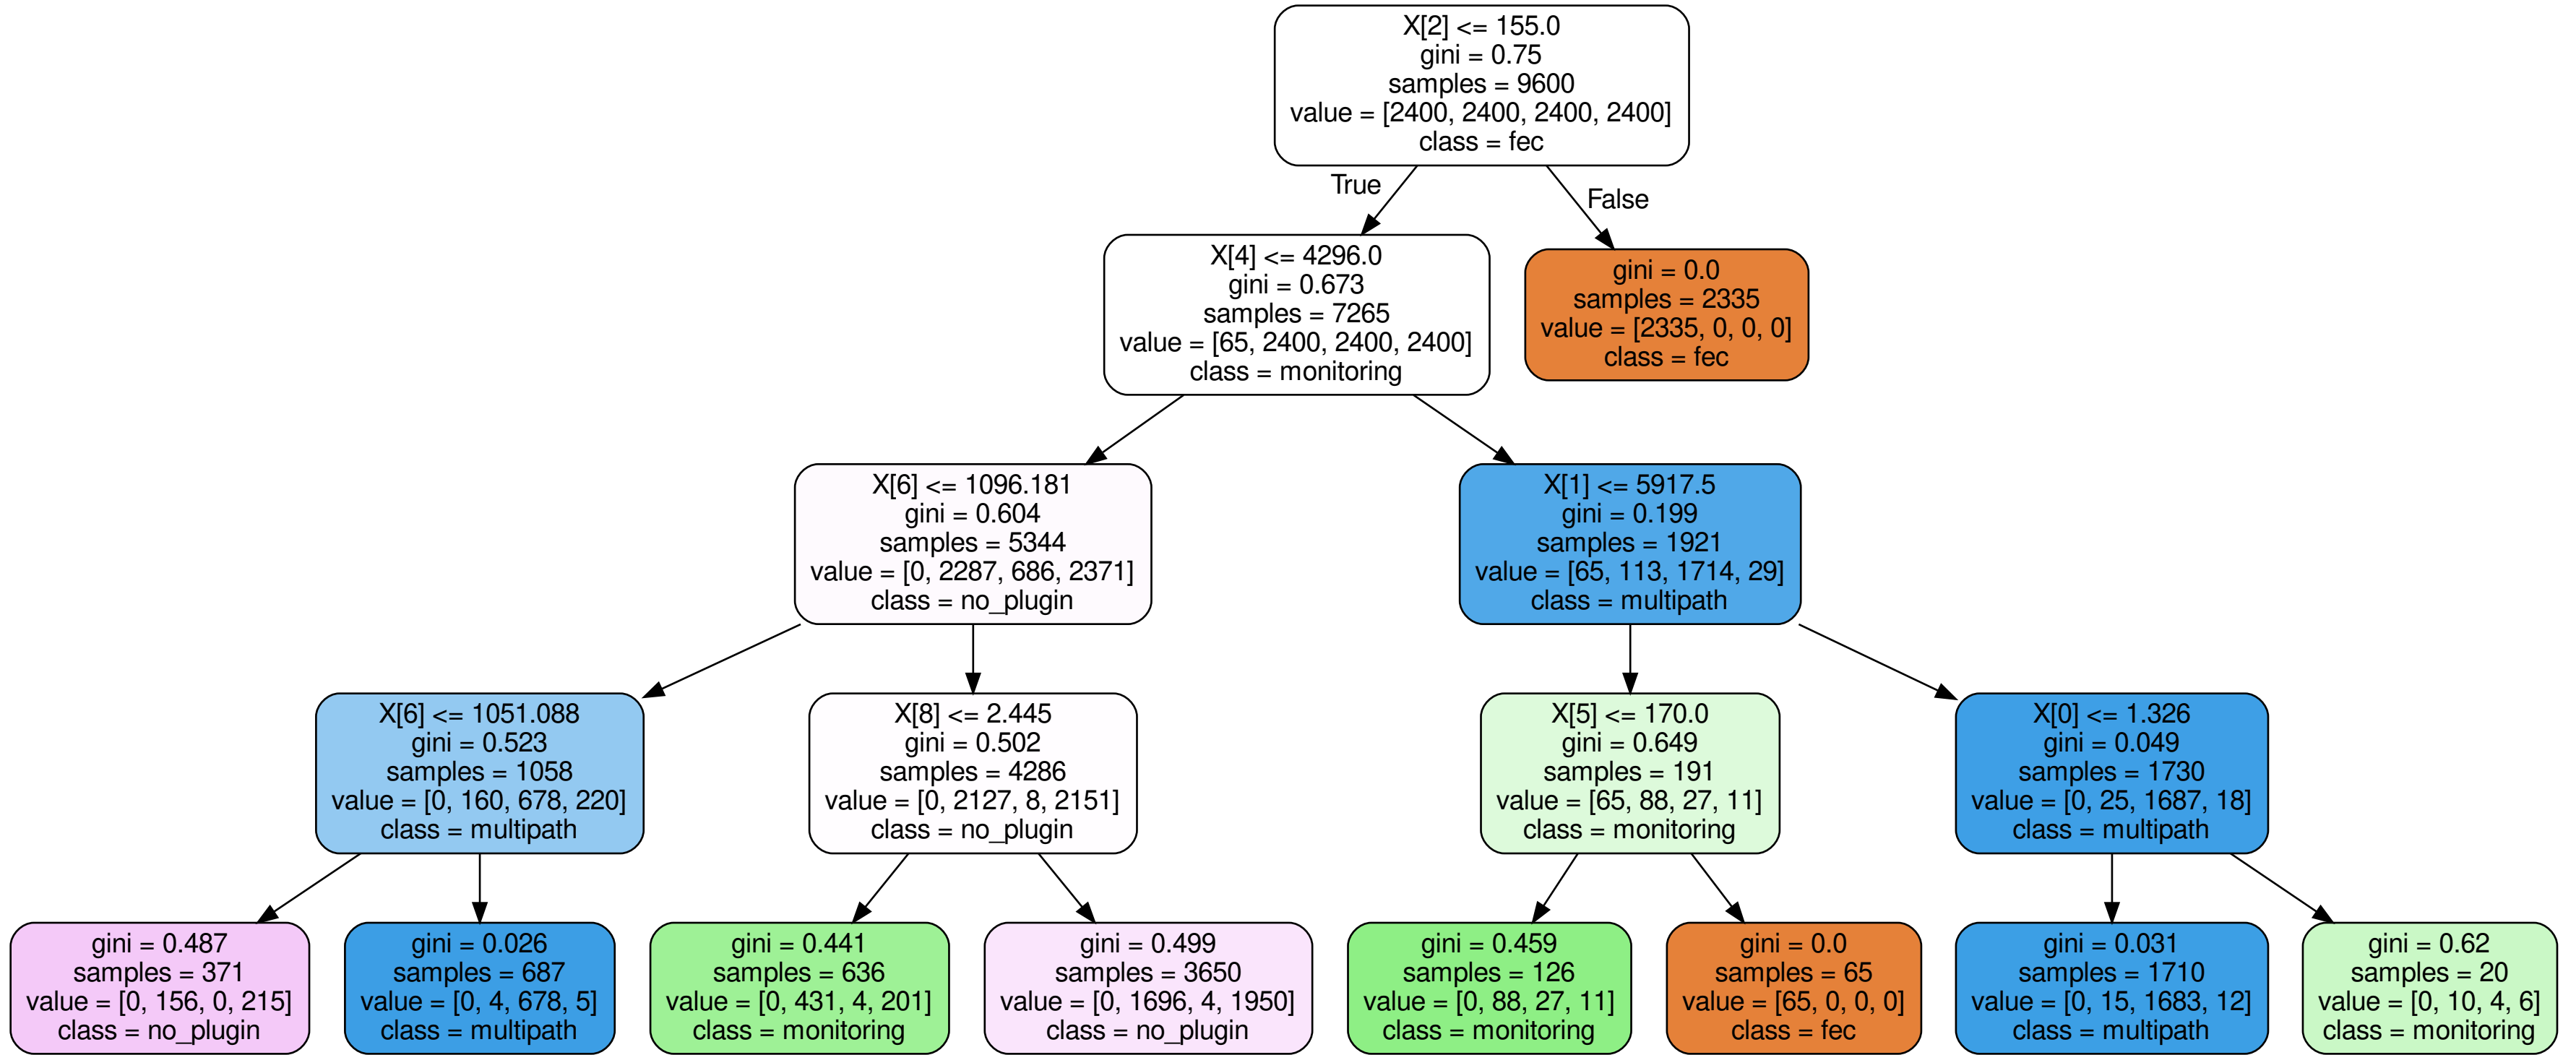 X[2] <= 155.0
gini = 0.75
samples = 9600
value = [2400, 2400, 2400, 2400]
class = fec
True
False
X[4] <= 4296.0
gini = 0.673
samples = 7265
value = [65, 2400, 2400, 2400]
class = monitoring
gini = 0.0
samples = 2335
value = [2335, 0, 0, 0]
class = fec
X[6] <= 1096.181
gini = 0.604
samples = 5344
value = [0, 2287, 686, 2371]
class = no_plugin
X[1] <= 5917.5
gini = 0.199
samples = 1921
value = [65, 113, 1714, 29]
class = multipath
X[6] <= 1051.088
gini = 0.523
samples = 1058
value = [0, 160, 678, 220]
class = multipath
X[8] <= 2.445
gini = 0.502
samples = 4286
value = [0, 2127, 8, 2151]
class = no_plugin
X[5] <= 170.0
gini = 0.649
samples = 191
value = [65, 88, 27, 11]
class = monitoring
X[0] <= 1.326
gini = 0.049
samples = 1730
value = [0, 25, 1687, 18]
class = multipath
gini = 0.487
samples = 371
value = [0, 156, 0, 215]
class = no_plugin
gini = 0.026
samples = 687
value = [0, 4, 678, 5]
class = multipath
gini = 0.441
samples = 636
value = [0, 431, 4, 201]
class = monitoring
gini = 0.499
samples = 3650
value = [0, 1696, 4, 1950]
class = no_plugin
gini = 0.459
samples = 126
value = [0, 88, 27, 11]
class = monitoring
gini = 0.0
samples = 65
value = [65, 0, 0, 0]
class = fec
gini = 0.031
samples = 1710
value = [0, 15, 1683, 12]
class = multipath
gini = 0.62
samples = 20
value = [0, 10, 4, 6]
class = monitoring